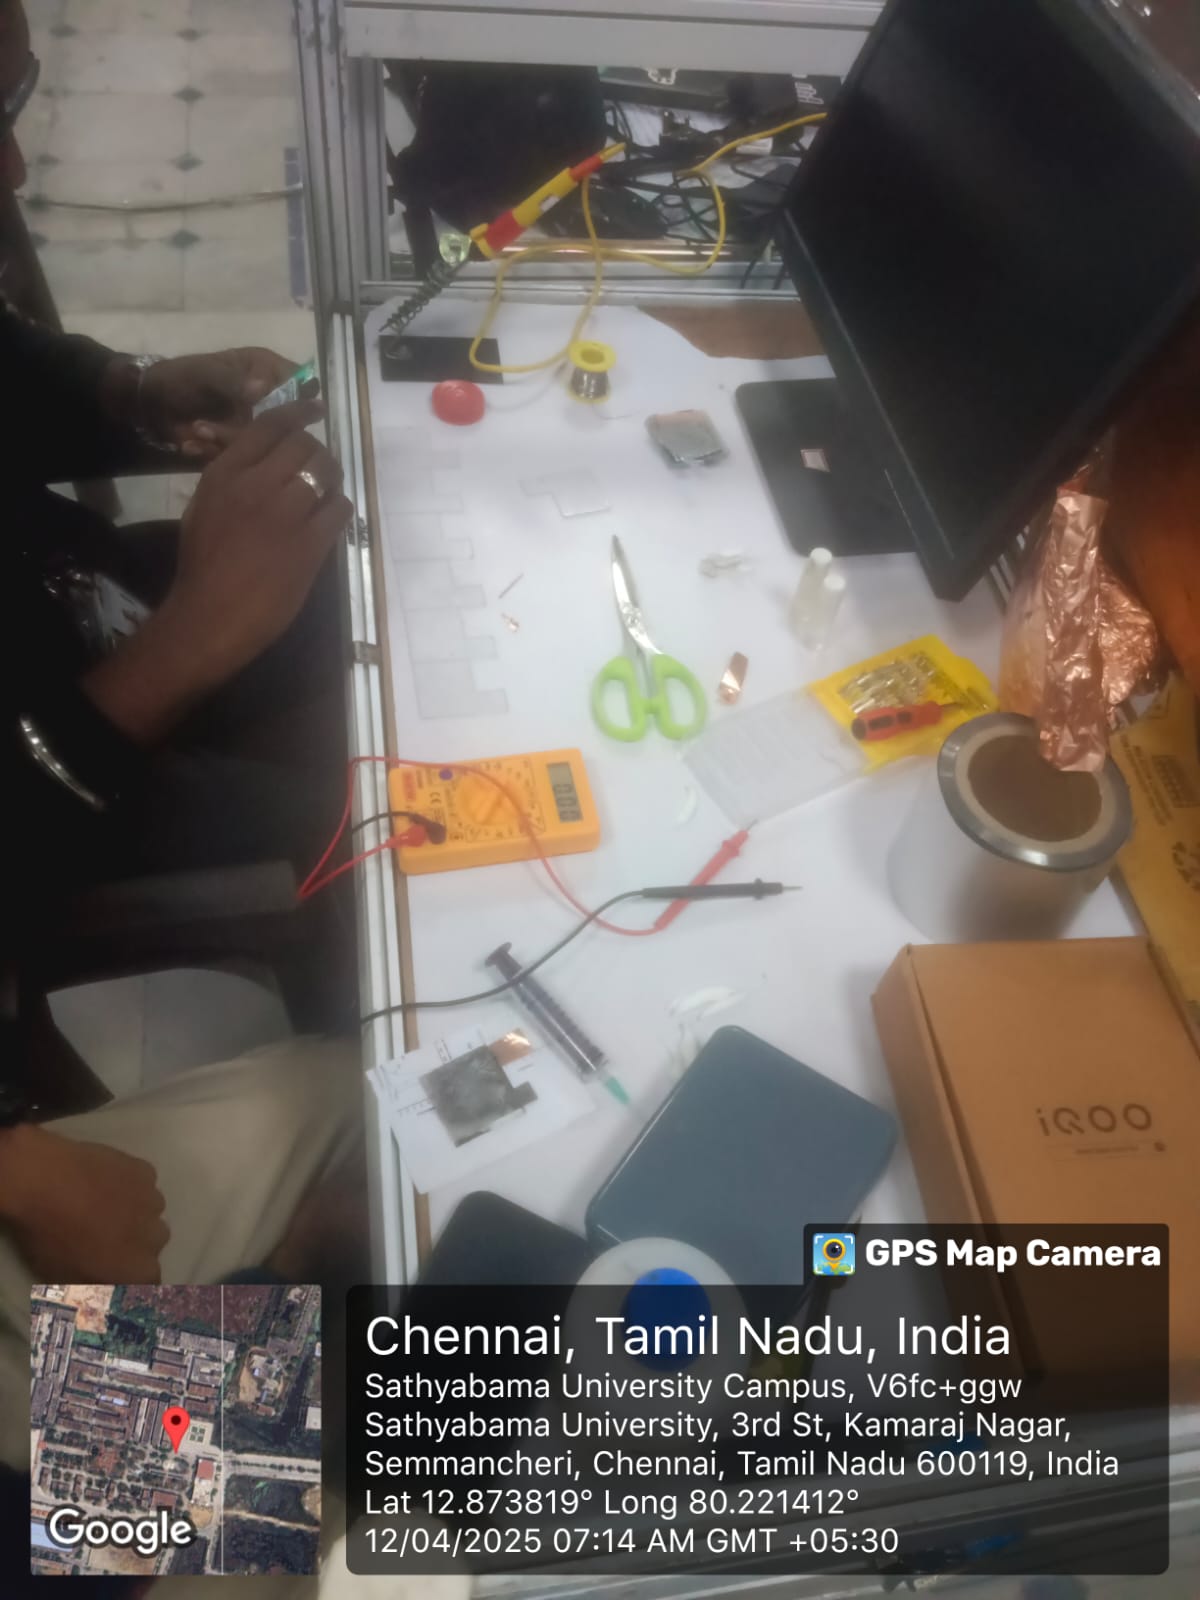 iQOO
GPS Map Camera
Chennai, Tamil Nadu, India
Sathyabama University Campus, V6fc+ggw
Sathyabama University, 3rd St, Kamaraj Nagar,
Semmancheri, Chennai, Tamil Nadu 600119, India
Lat 12.873819° Long 80.221412°
12/04/2025 07:14 AM GMT +05:30
Google